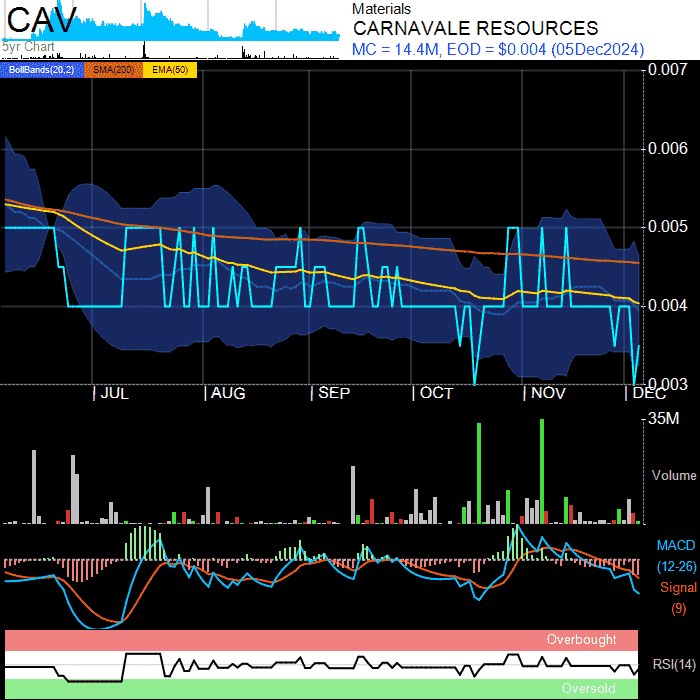 CAV
5yr Chart
Materials
CARNAVALE RESOURCES
MC = 14.4M, EOD = $0.004 (05Dec2024)
BollBands(20,2) SMA(200) EMA(50)
0.007
0.006
0.005
0.004
0.003
JUL AUG SEP OCT NOV DEC
35M
Volume
MACD
(12-26)
Signal
(9)
Overbought
RSI(14)
Oversold